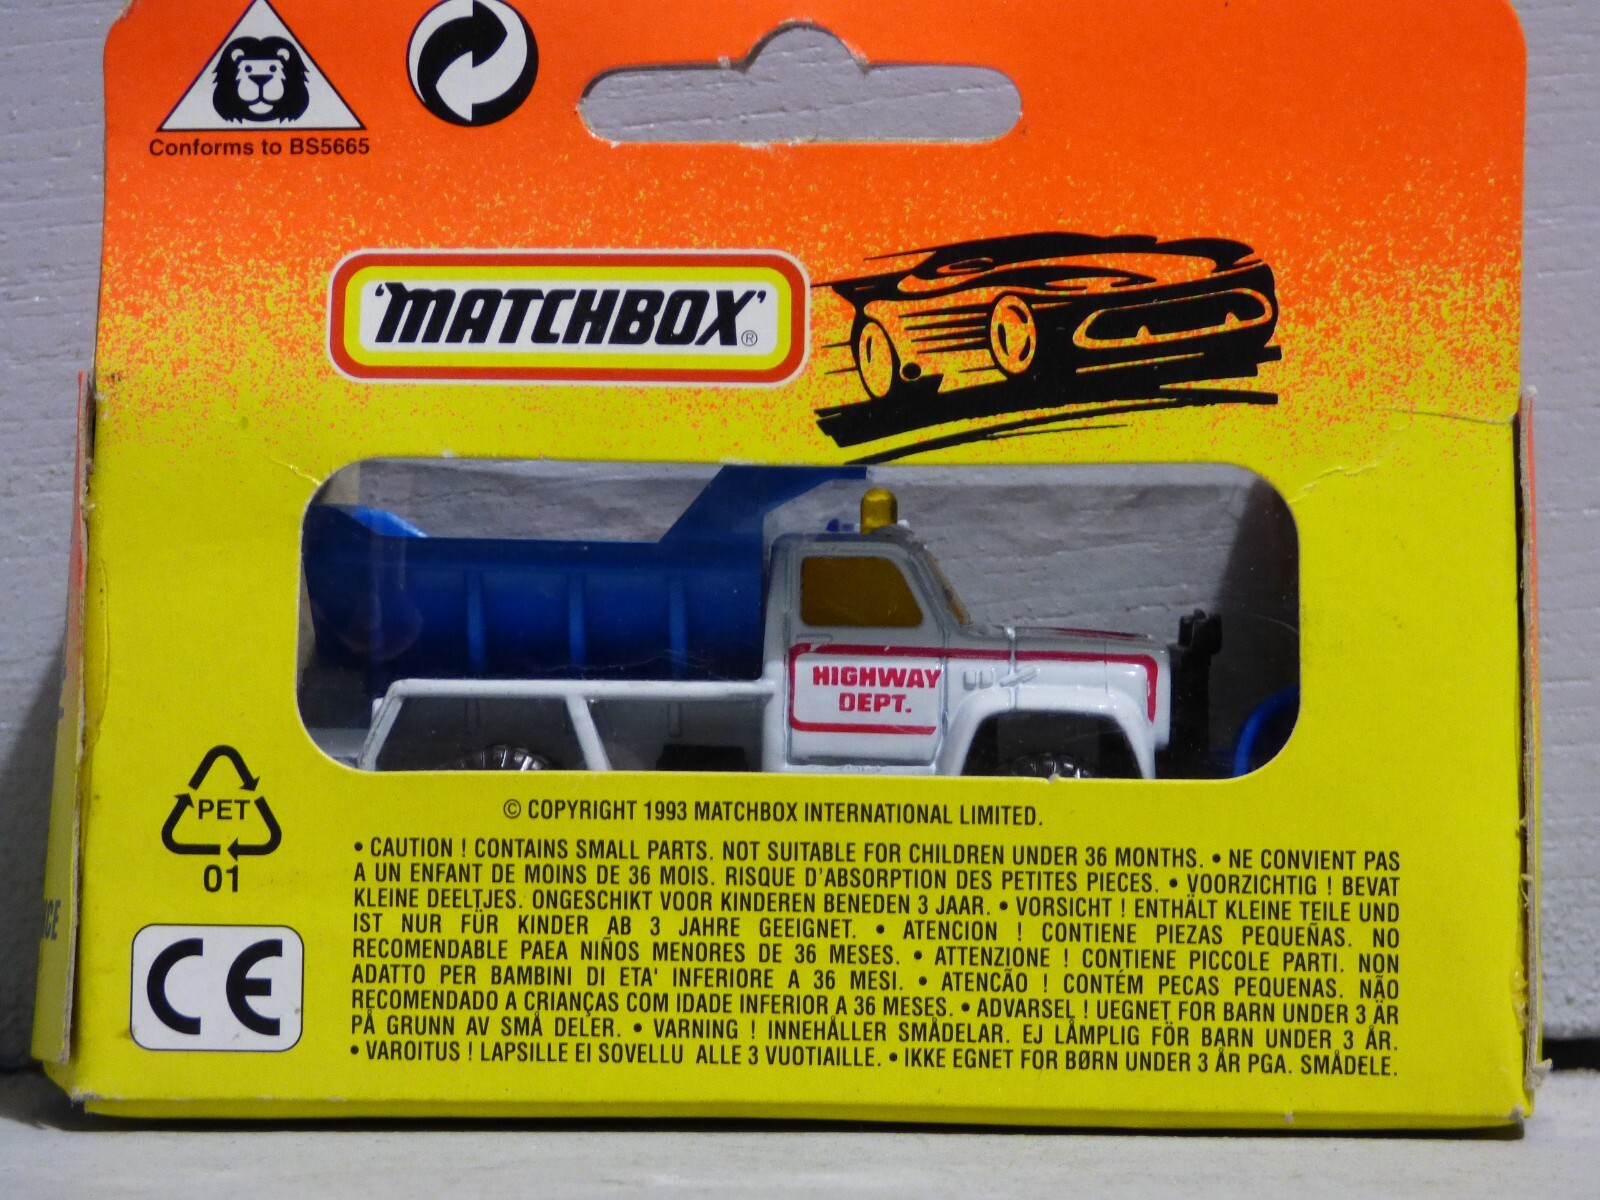 Conforms to BS5665
'MATCHBOX'®
HIGHWAY
DEPT.
© COPYRIGHT 1993 MATCHBOX INTERNATIONAL LIMITED.
PET
01
CE
• CAUTION ! CONTAINS SMALL PARTS. NOT SUITABLE FOR CHILDREN UNDER 36 MONTHS. • NE CONVIENT PAS
A UN ENFANT DE MOINS DE 36 MOIS. RISQUE D'ABSORPTION DES PETITES PIECES. • VOORZICHTIG ! BEVAT
KLEINE DEELTJES. ONGESCHIKT VOOR KINDEREN BENEDEN 3 JAAR. • VORSICHT ! ENTHÄLT KLEINE TEILE UND
IST NUR FÜR KINDER AB 3 JAHRE GEEIGNET. • ATENCION ! CONTIENE PIEZAS PEQUEÑAS. NO
RECOMENDABLE PAEA NIÑOS MENORES DE 36 MESES. • ATTENZIONE ! CONTIENE PICCOLE PARTI. NON
ADATTO PER BAMBINI DI ETA' INFERIORE A 36 MESI. • ATENCÃO ! CONTÉM PECAS PEQUENAS. NÃO
RECOMENDADO A CRIANÇAS COM IDADE INFERIOR A 36 MESES. • ADVARSEL ! UEGNET FOR BARN UNDER 3 ÅR
PÅ GRUNN AV SMÅ DELER. • VARNING ! INNEHÅLLER SMÅDELAR. EJ LÅMPLIG FÖR BARN UNDER 3 ÅR.
• VAROITUS ! LAPSILLE EI SOVELLU ALLE 3 VUOTIAILLE. • IKKE EGNET FOR BØRN UNDER 3 ÅR PGA. SMÅDELE.